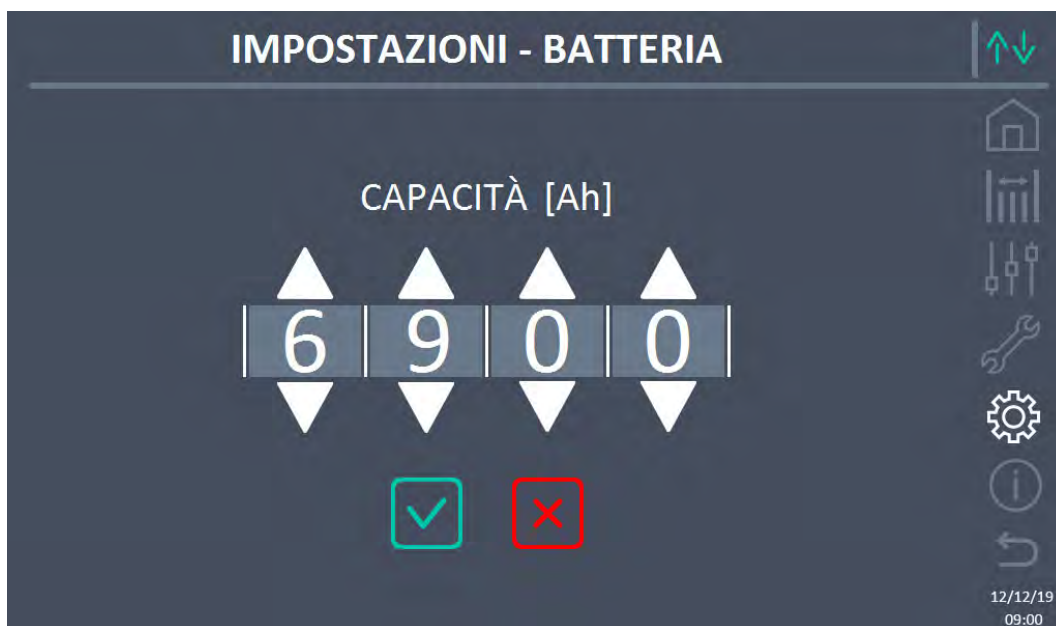 IMPOSTAZIONI - BATTERIA
CAPACITÀ [Ah]
6 9 0 0
12/12/19
09:00